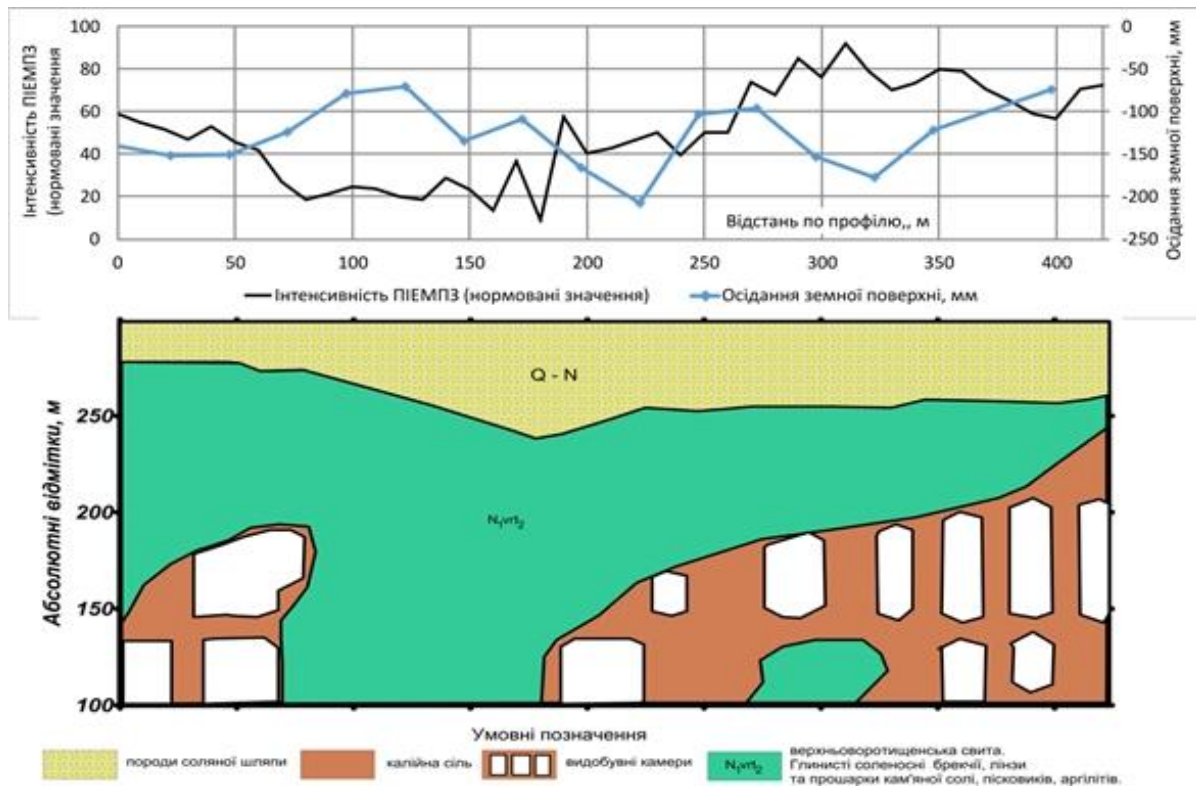 Інтенсивність ПІЕМПЗ
(нормовані значення)
100
80
60
40
20
0
0
-50
-100
-150
-200
-250
Осідання земної поверхні, мм
Відстань по профілю,, м
0 50 100 150 200 250 300 350 400
Інтенсивність ПІЕМПЗ (нормовані значення)
Осідання земної поверхні, мм
Абсолютні відмітки, м
250
200
150
100
Q - N
N₁vrš₂
Умовні позначення
породи соляної шляпи
калійна сіль
видобувні камери
N₁vrš₂
верхньоворотищенська свита.
Глинисті соленосні брекчії, лінзи
та прошарки кам'яної солі, пісковиків, аргілітів.